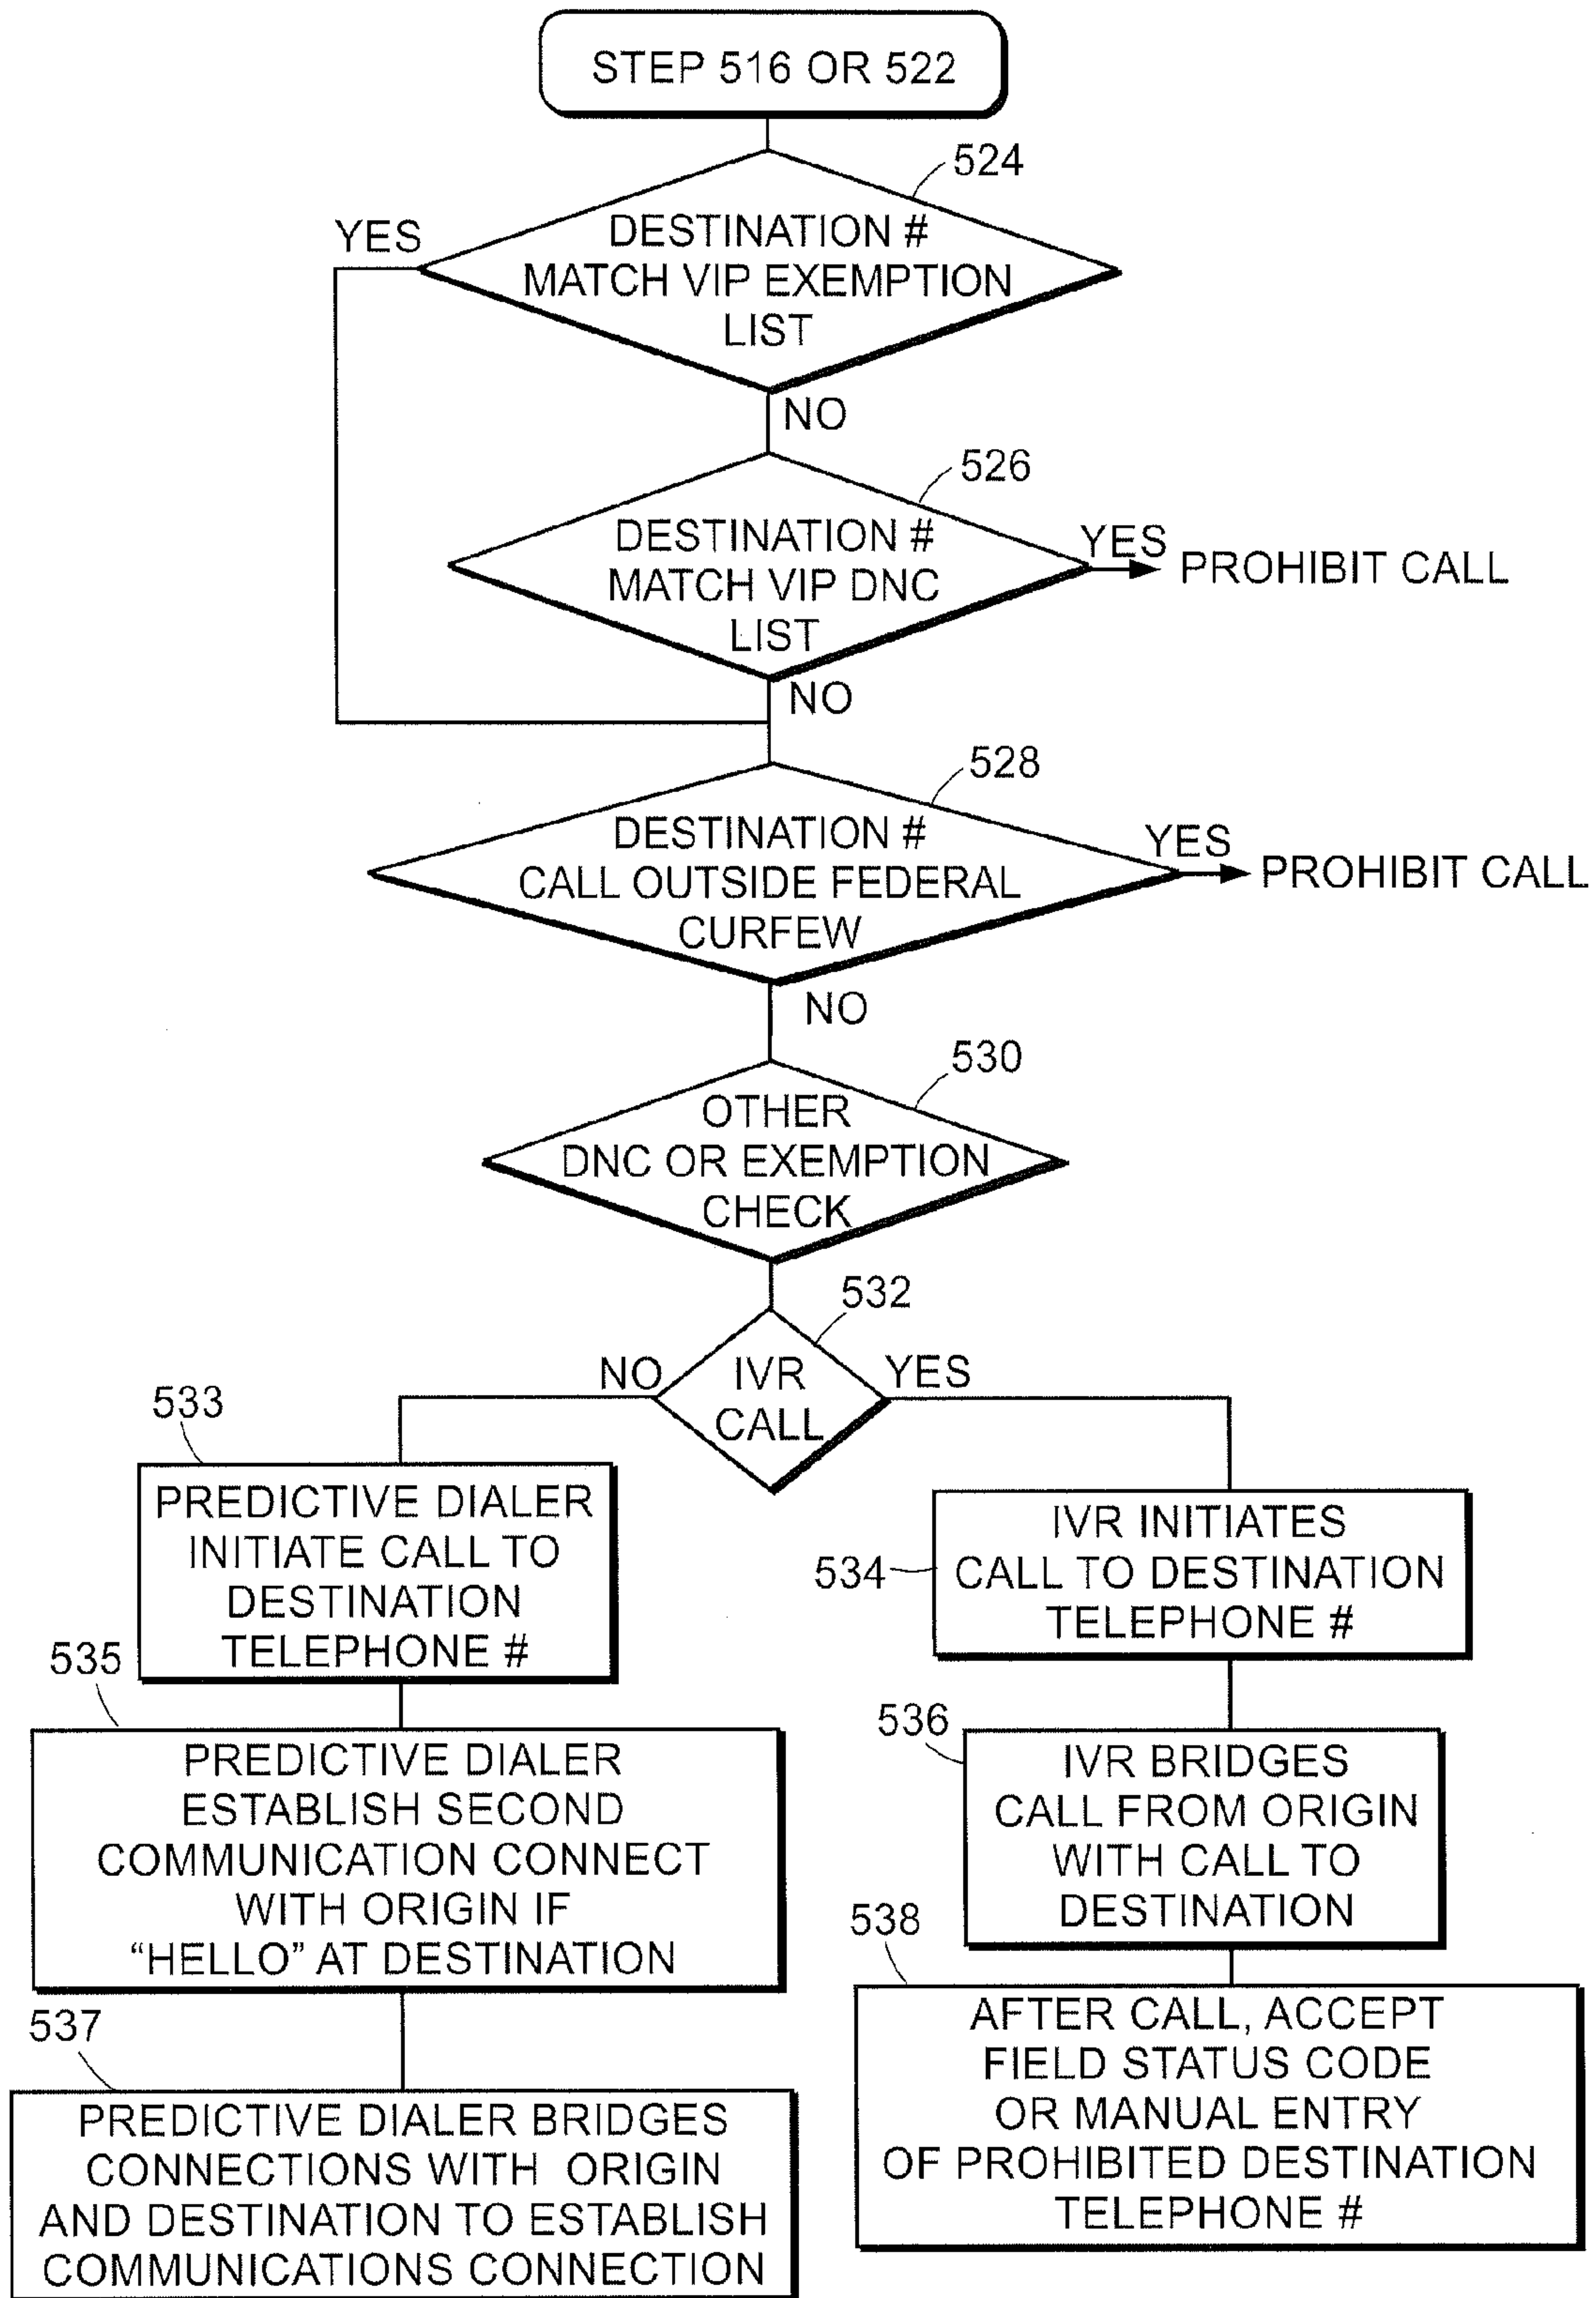 STEP 516 OR 522
524
YES
DESTINATION #
MATCH VIP EXEMPTION
LIST
NO
526
DESTINATION #
MATCH VIP DNC
LIST
YES
PROHIBIT CALL
NO
528
DESTINATION #
CALL OUTSIDE FEDERAL
CURFEW
YES
PROHIBIT CALL
NO
530
OTHER
DNC OR EXEMPTION
CHECK
532
NO
IVR
CALL
YES
533
PREDICTIVE DIALER
INITIATE CALL TO
DESTINATION
TELEPHONE #
534
IVR INITIATES
CALL TO DESTINATION
TELEPHONE #
535
PREDICTIVE DIALER
ESTABLISH SECOND
COMMUNICATION CONNECT
WITH ORIGIN IF
“HELLO” AT DESTINATION
536
IVR BRIDGES
CALL FROM ORIGIN
WITH CALL TO
DESTINATION
537
PREDICTIVE DIALER BRIDGES
CONNECTIONS WITH ORIGIN
AND DESTINATION TO ESTABLISH
COMMUNICATIONS CONNECTION
538
AFTER CALL, ACCEPT
FIELD STATUS CODE
OR MANUAL ENTRY
OF PROHIBITED DESTINATION
TELEPHONE #